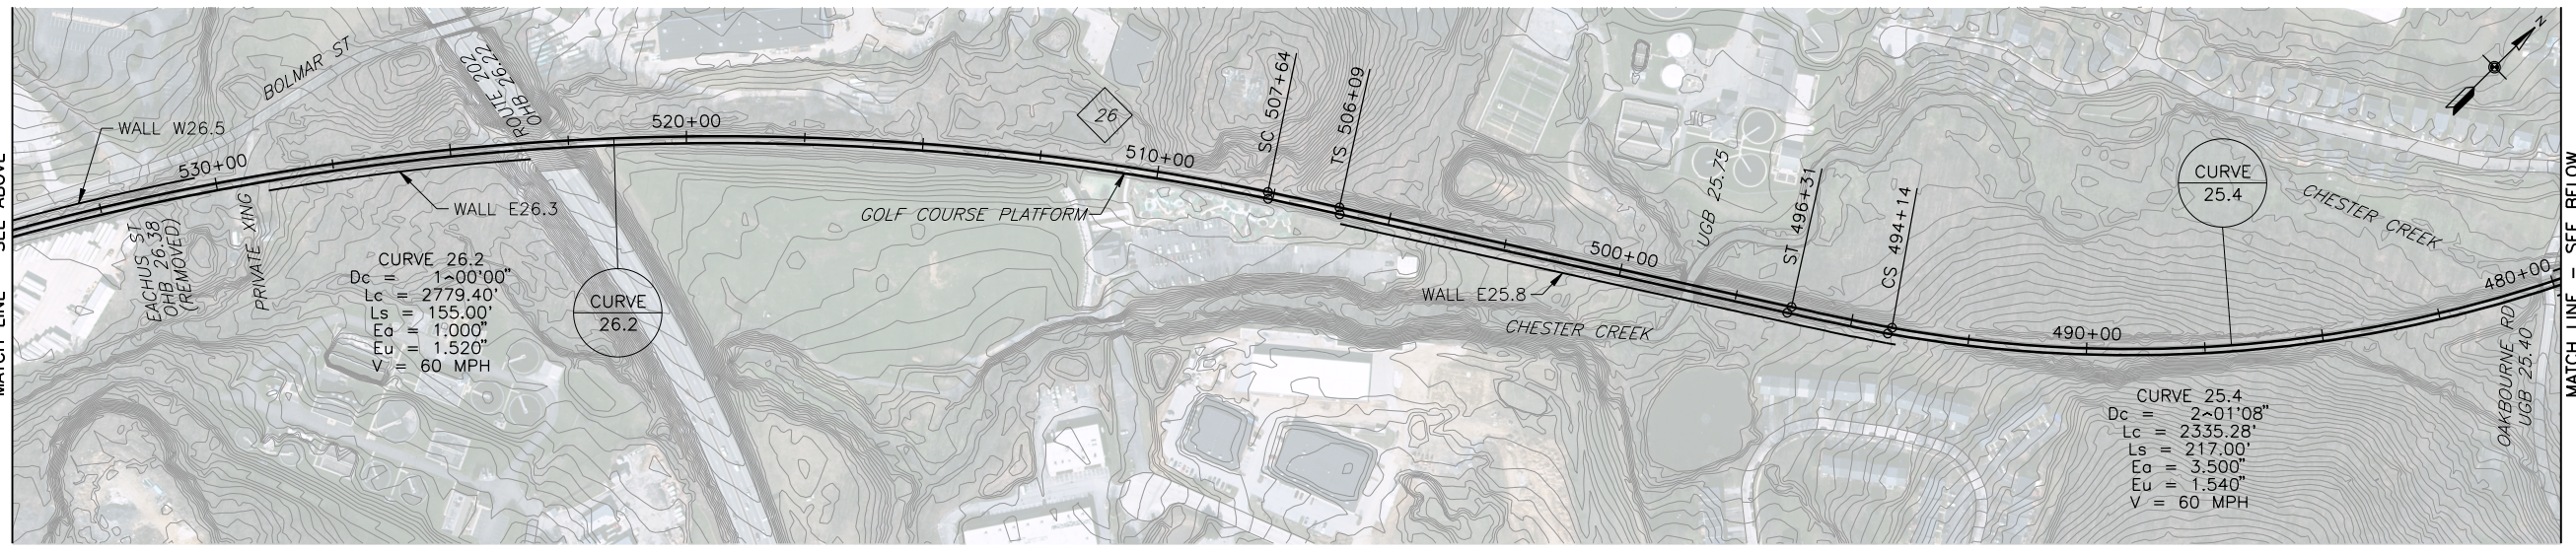 MATCH LINE - SEE ABOVE
WALL W26.5
530+00
BOLMAR ST
ROUTE 202
OHB 26.22
520+00
WALL E26.3
EACHUS ST
OHB 26.38
(REMOVED)
PRIVATE XING
CURVE 26.2
Dc = 1^00'00"
Lc = 2779.40'
Ls = 155.00'
Ea = 1.000"
Eu = 1.520"
V = 60 MPH
CURVE
26.2
26
510+00
GOLF COURSE PLATFORM
SC 507+64
TS 506+09
500+00
WALL E25.8
CHESTER CREEK
UGB 25.75
ST 496+31
CS 494+14
490+00
CURVE
25.4
CHESTER CREEK
480+00
OAKBOURNE RD
UGB 25.40
CURVE 25.4
Dc = 2^01'08"
Lc = 2335.28'
Ls = 217.00'
Ea = 3.500"
Eu = 1.540"
V = 60 MPH
N
MATCH LINE - SEE BELOW